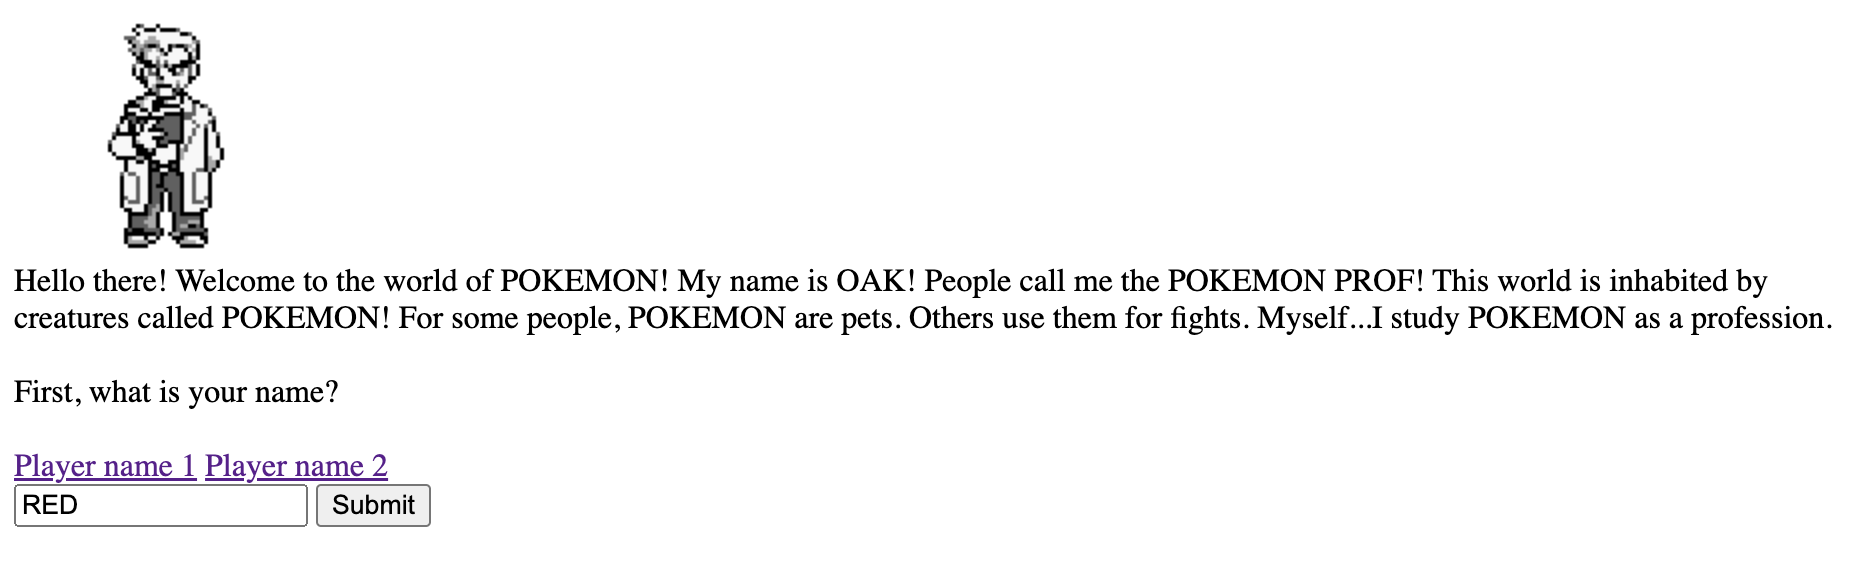 Hello there! Welcome to the world of POKEMON! My name is OAK! People call me the POKEMON PROF! This world is inhabited by
creatures called POKEMON! For some people, POKEMON are pets. Others use them for fights. Myself...I study POKEMON as a profession.
First, what is your name?
Player name 1 Player name 2
RED Submit